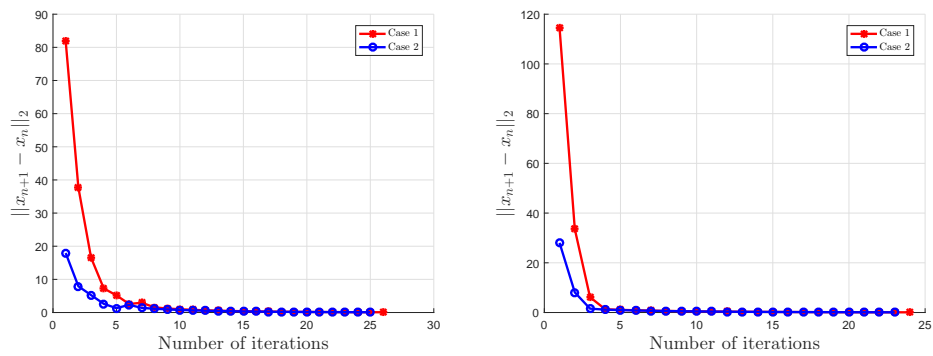 90
80
70
60
50
40
30
20
10
0
0 5 10 15 20 25 30
Number of iterations
||x_{n+1} − x_n||_2
Case 1
Case 2
120
100
80
60
40
20
0
0 5 10 15 20 25
Number of iterations
||x_{n+1} − x_n||_2
Case 1
Case 2